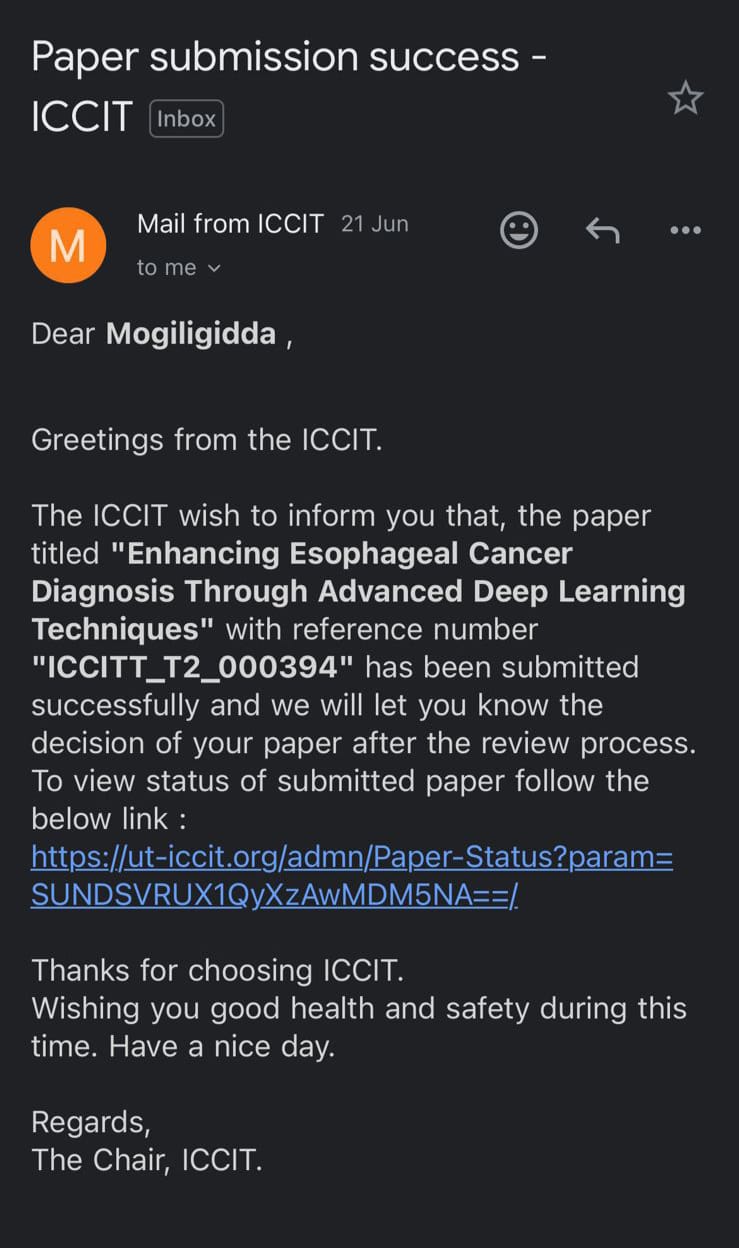 Paper submission success -
ICCIT Inbox
M
Mail from ICCIT 21 Jun
to me
Dear Mogiligidda ,
Greetings from the ICCIT.
The ICCIT wish to inform you that, the paper
titled "Enhancing Esophageal Cancer
Diagnosis Through Advanced Deep Learning
Techniques" with reference number
"ICCITT_T2_000394" has been submitted
successfully and we will let you know the
decision of your paper after the review process.
To view status of submitted paper follow the
below link :
https://ut-iccit.org/admn/Paper-Status?param=
SUNDSVRUX1QyXzAwMDM5NA==/
Thanks for choosing ICCIT.
Wishing you good health and safety during this
time. Have a nice day.
Regards,
The Chair, ICCIT.